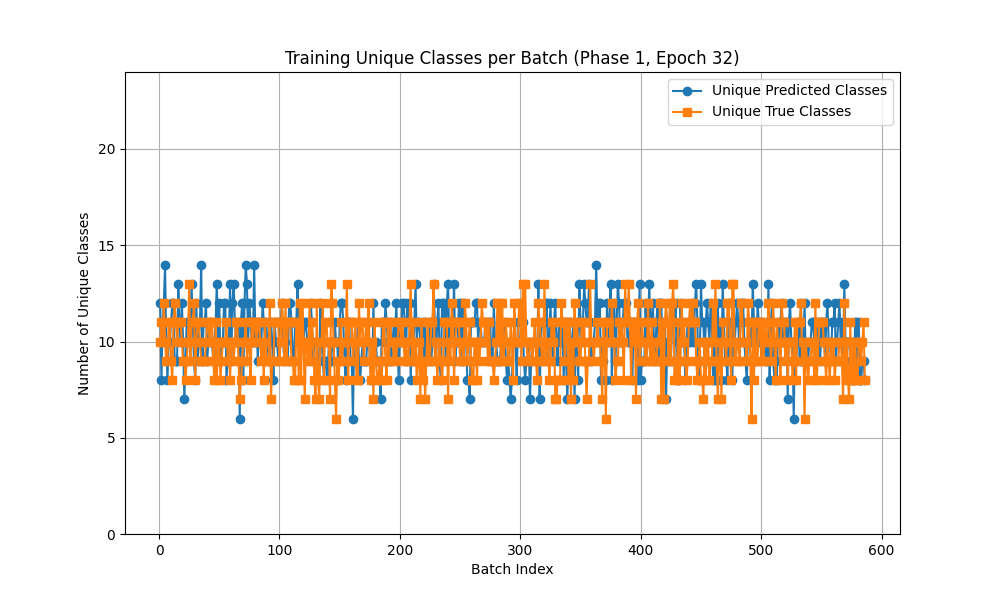 Training Unique Classes per Batch (Phase 1, Epoch 32)
Unique Predicted Classes
Unique True Classes
Number of Unique Classes
20
15
10
5
0
0 100 200 300 400 500 600
Batch Index